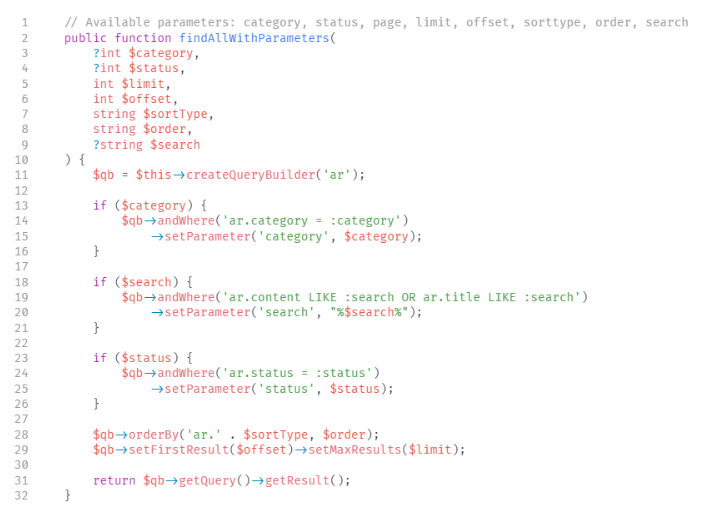 1 // Available parameters: category, status, page, limit, offset, sorttype, order, search
2 public function findAllWithParameters(
3 ?int $category,
4 ?int $status,
5 int $limit,
6 int $offset,
7 string $sortType,
8 string $order,
9 ?string $search
10 ) {
11 $qb = $this->createQueryBuilder('ar');
12
13 if ($category) {
14 $qb->andWhere('ar.category = :category')
15 ->setParameter('category', $category);
16 }
17
18 if ($search) {
19 $qb->andWhere('ar.content LIKE :search OR ar.title LIKE :search')
20 ->setParameter('search', "%$search%");
21 }
22
23 if ($status) {
24 $qb->andWhere('ar.status = :status')
25 ->setParameter('status', $status);
26 }
27
28 $qb->orderBy('ar.' . $sortType, $order);
29 $qb->setFirstResult($offset)->setMaxResults($limit);
30
31 return $qb->getQuery()->getResult();
32 }